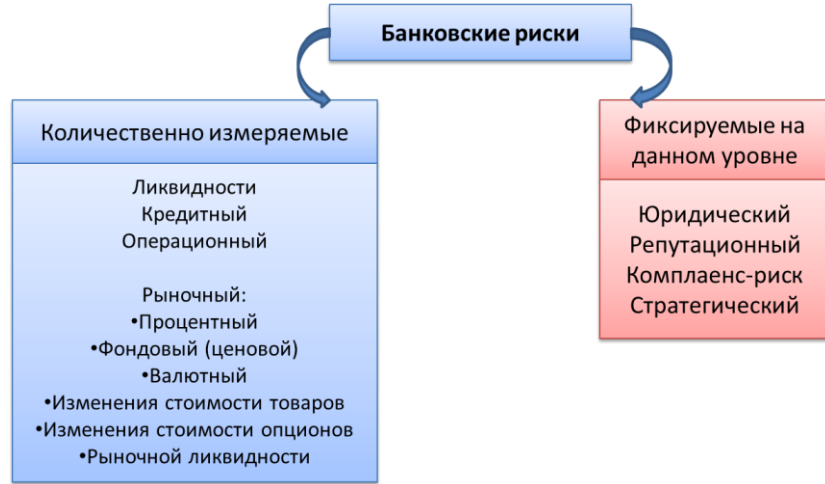 Банковские риски
Количественно измеряемые
Ликвидности
Кредитный
Операционный
Рыночный:
•Процентный
•Фондовый (ценовой)
•Валютный
•Изменения стоимости товаров
•Изменения стоимости опционов
•Рыночной ликвидности
Фиксируемые на
данном уровне
Юридический
Репутационный
Комплаенс-риск
Стратегический